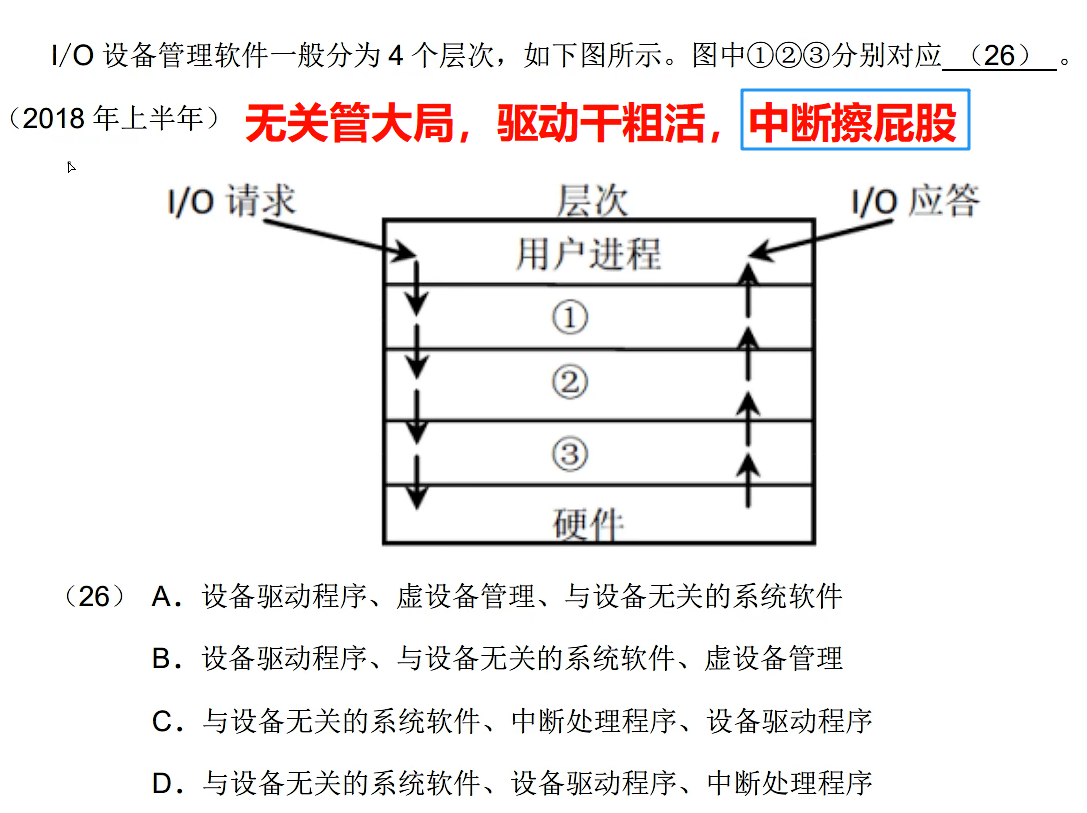 I/O 设备管理软件一般分为 4 个层次，如下图所示。图中①②③分别对应 （26） 。
（2018 年上半年） 无关管大局，驱动干粗活，中断擦屁股
I/O 请求 层次 I/O 应答
用户进程
①
②
③
硬件
（26） A．设备驱动程序、虚设备管理、与设备无关的系统软件
B．设备驱动程序、与设备无关的系统软件、虚设备管理
C．与设备无关的系统软件、中断处理程序、设备驱动程序
D．与设备无关的系统软件、设备驱动程序、中断处理程序